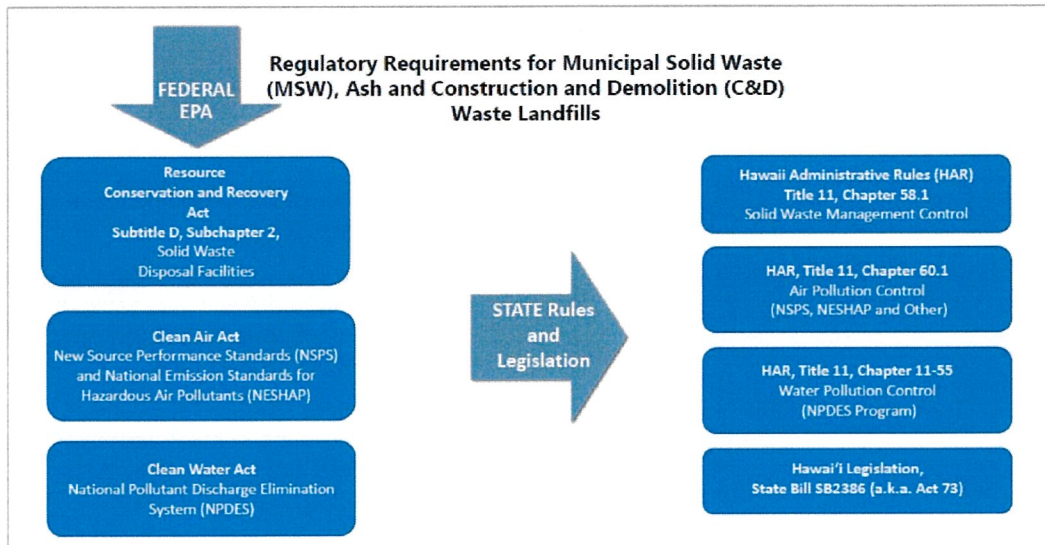 FEDERAL
EPA
Regulatory Requirements for Municipal Solid Waste
(MSW), Ash and Construction and Demolition (C&D)
Waste Landfills
Resource
Conservation and Recovery
Act
Subtitle D, Subchapter 2,
Solid Waste
Disposal Facilities
Clean Air Act
New Source Performance Standards (NSPS)
and National Emission Standards for
Hazardous Air Pollutants (NESHAP)
Clean Water Act
National Pollutant Discharge Elimination
System (NPDES)
STATE Rules
and
Legislation
Hawaii Administrative Rules (HAR)
Title 11, Chapter 58.1
Solid Waste Management Control
HAR, Title 11, Chapter 60.1
Air Pollution Control
(NSPS, NESHAP and Other)
HAR, Title 11, Chapter 11-55
Water Pollution Control
(NPDES Program)
Hawai'i Legislation,
State Bill SB2386 (a.k.a. Act 73)